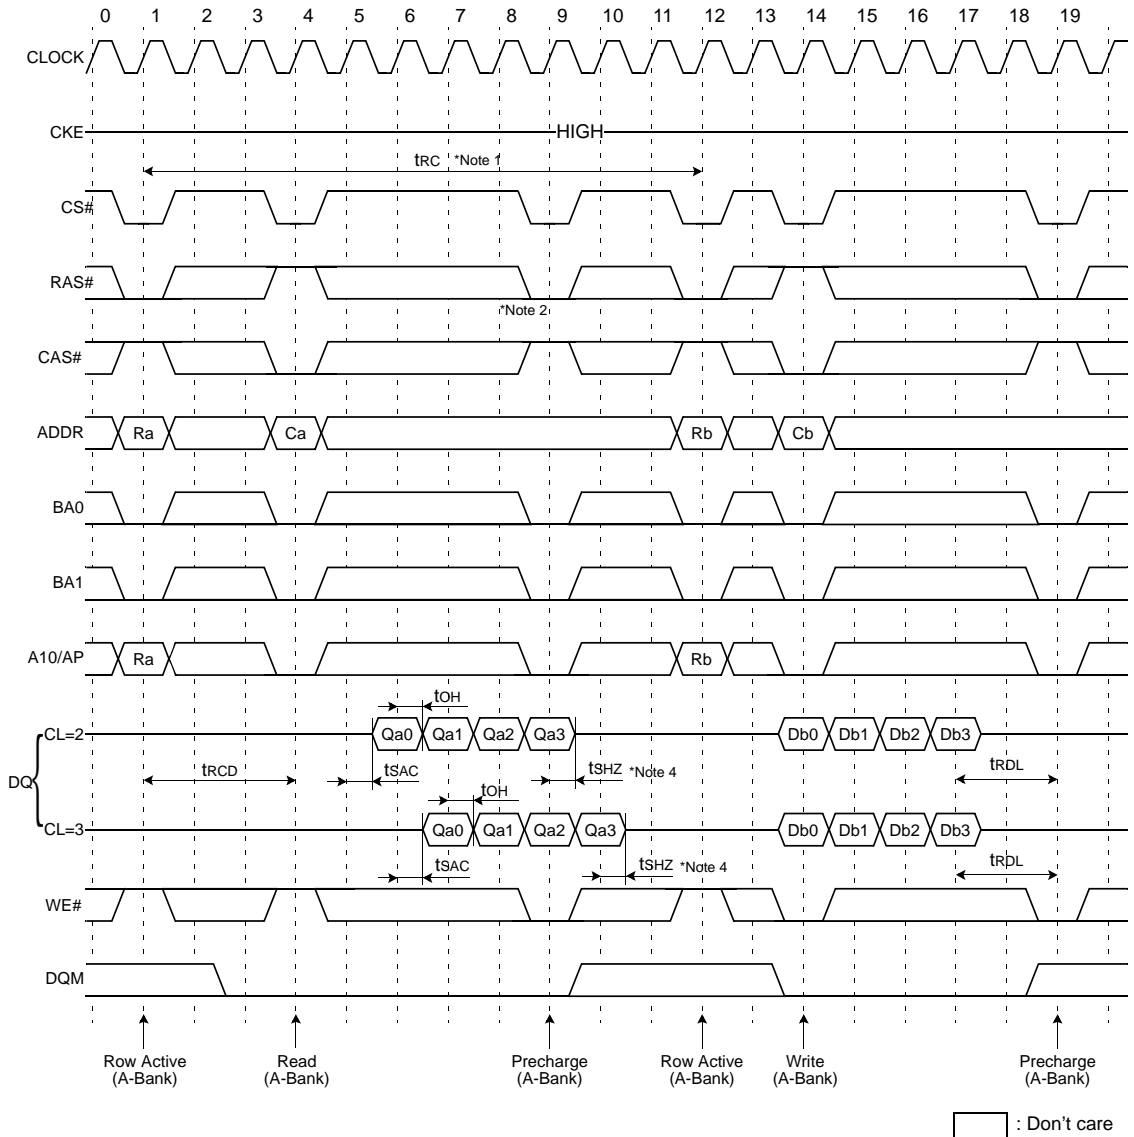 0 1 2 3 4 5 6 7 8 9 10 11 12 13 14 15 16 17 18 19
CLOCK
CKE
HIGH
tRC *Note 1
CS#
RAS#
*Note 2
CAS#
ADDR Ra Ca Rb Cb
BA0
BA1
A10/AP Ra Rb
tOH
CL=2 Qa0 Qa1 Qa2 Qa3 Db0 Db1 Db2 Db3
DQ
tRCD tSAC tSHZ *Note 4 tRDL
tOH
CL=3 Qa0 Qa1 Qa2 Qa3 Db0 Db1 Db2 Db3
tSAC tSHZ *Note 4 tRDL
WE#
DQM
Row Active Read Precharge Row Active Write Precharge
(A-Bank) (A-Bank) (A-Bank) (A-Bank) (A-Bank) (A-Bank)
: Don't care